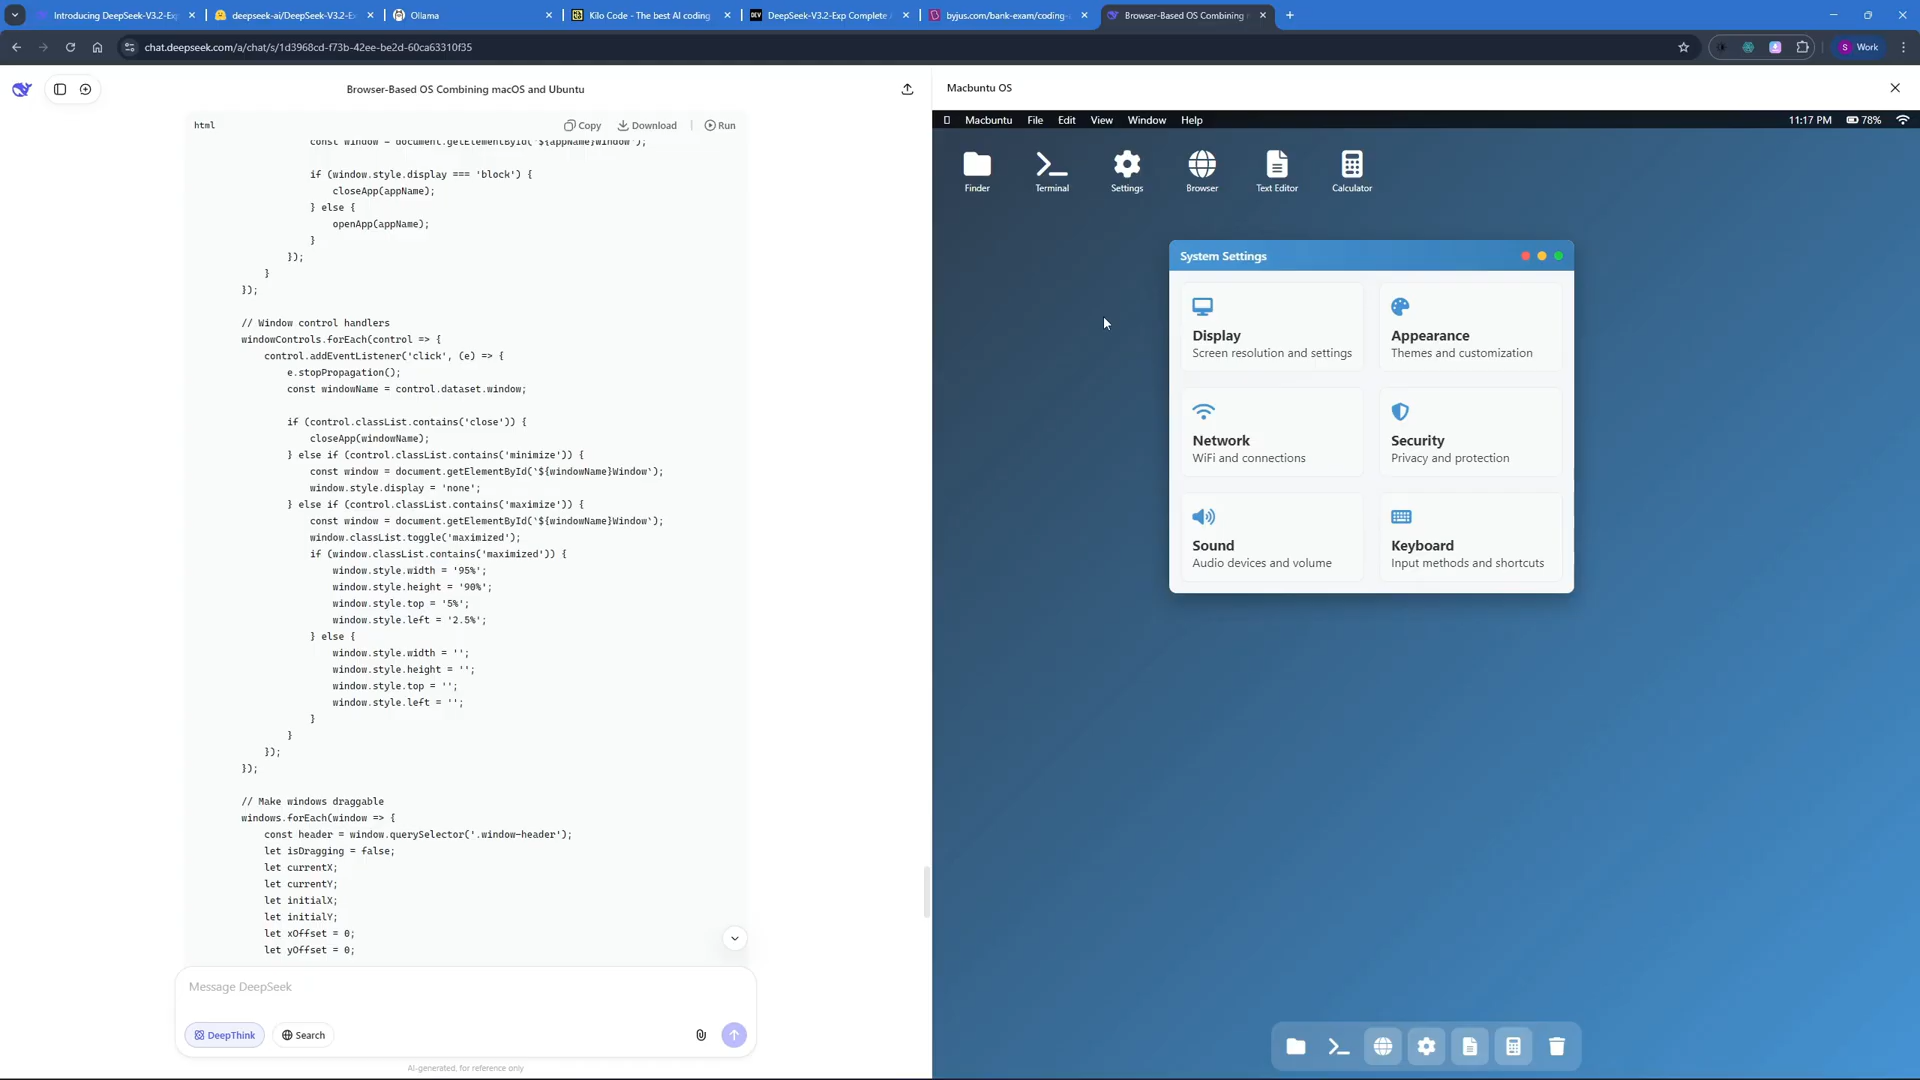 Introducing DeepSeek-V3.2-Exp
deepseek-ai/DeepSeek-V3.2-E
Ollama
Kilo Code - The best AI coding
DeepSeek-V3.2-Exp Complete
byjus.com/bank-exam/coding-
Browser-Based OS Combining
chat.deepseek.com/a/chat/s/1d3968cd-f73b-42ee-be2d-60ca63310f35
S Work
Browser-Based OS Combining macOS and Ubuntu
html
Copy
Download
Run
const window = document.getElementById(`${appName}Window`);
if (window.style.display === 'block') {
closeApp(appName);
} else {
openApp(appName);
}
});
}
});
// Window control handlers
windowControls.forEach(control => {
control.addEventListener('click', (e) => {
e.stopPropagation();
const windowName = control.dataset.window;
if (control.classList.contains('close')) {
closeApp(windowName);
} else if (control.classList.contains('minimize')) {
const window = document.getElementById(`${windowName}Window`);
window.style.display = 'none';
} else if (control.classList.contains('maximize')) {
const window = document.getElementById(`${windowName}Window`);
window.classList.toggle('maximized');
if (window.classList.contains('maximized')) {
window.style.width = '95%';
window.style.height = '90%';
window.style.top = '5%';
window.style.left = '2.5%';
} else {
window.style.width = '';
window.style.height = '';
window.style.top = '';
window.style.left = '';
}
}
});
});
// Make windows draggable
windows.forEach(window => {
const header = window.querySelector('.window-header');
let isDragging = false;
let currentX;
let currentY;
let initialX;
let initialY;
let xOffset = 0;
let yOffset = 0;
Message DeepSeek
DeepThink
Search
AI-generated, for reference only
Macbuntu OS
Macbuntu File Edit View Window Help
11:17 PM 78%
Finder
Terminal
Settings
Browser
Text Editor
Calculator
System Settings
Display
Screen resolution and settings
Appearance
Themes and customization
Network
WiFi and connections
Security
Privacy and protection
Sound
Audio devices and volume
Keyboard
Input methods and shortcuts